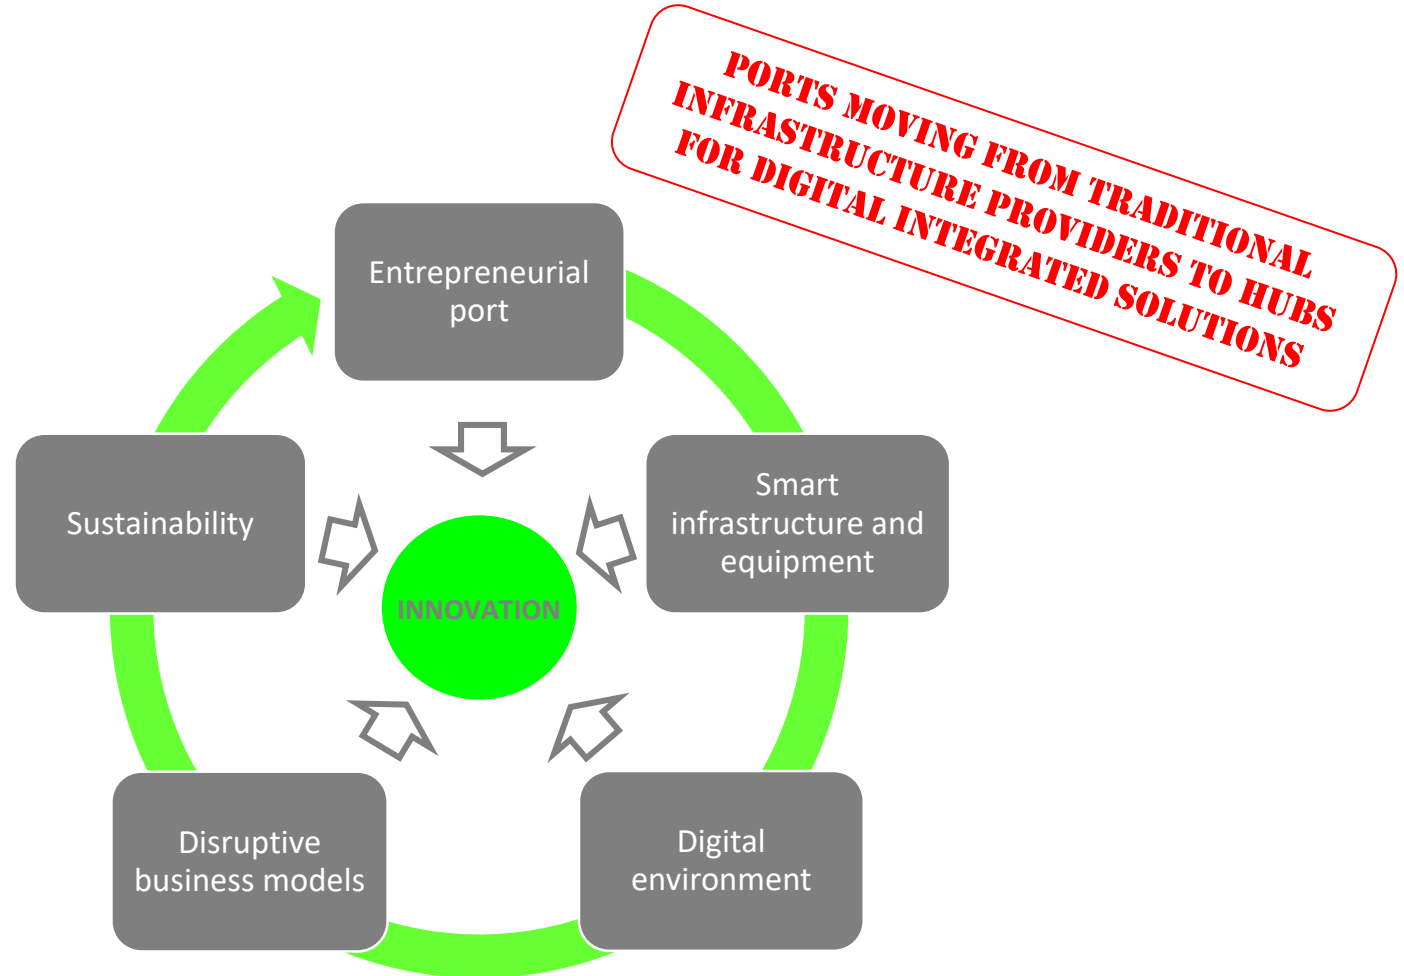 PORTS MOVING FROM TRADITIONAL
INFRASTRUCTURE PROVIDERS TO HUBS
FOR DIGITAL INTEGRATED SOLUTIONS
Entrepreneurial
port
Smart
infrastructure and
equipment
Digital
environment
Disruptive
business models
Sustainability
INNOVATION